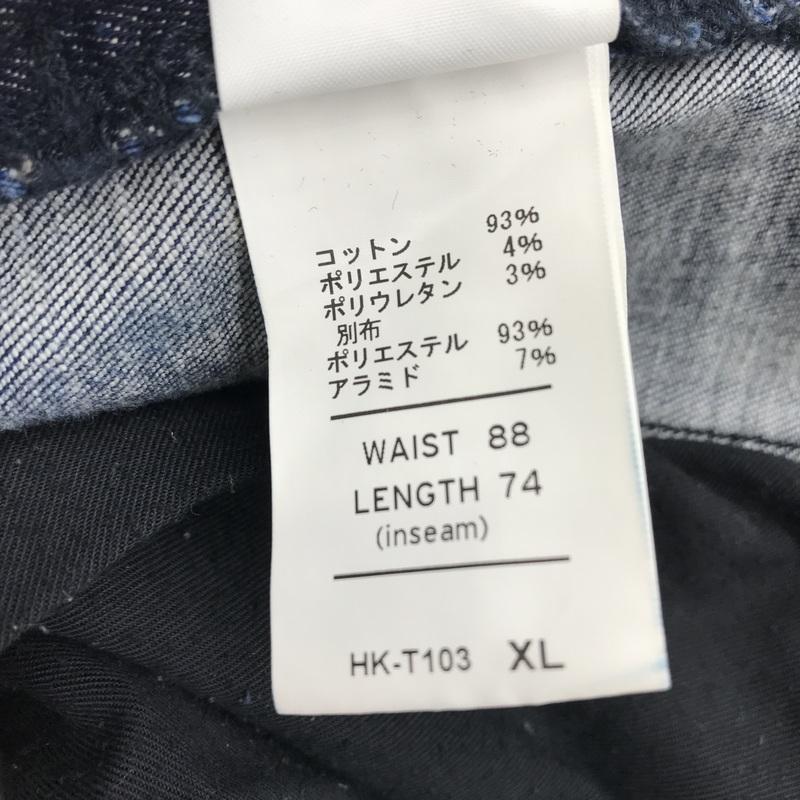 コットン 93%
ポリエステル 4%
ポリウレタン 3%
別布
ポリエステル 93%
アラミド 7%
WAIST 88
LENGTH 74
(inseam)
HK-T103 XL